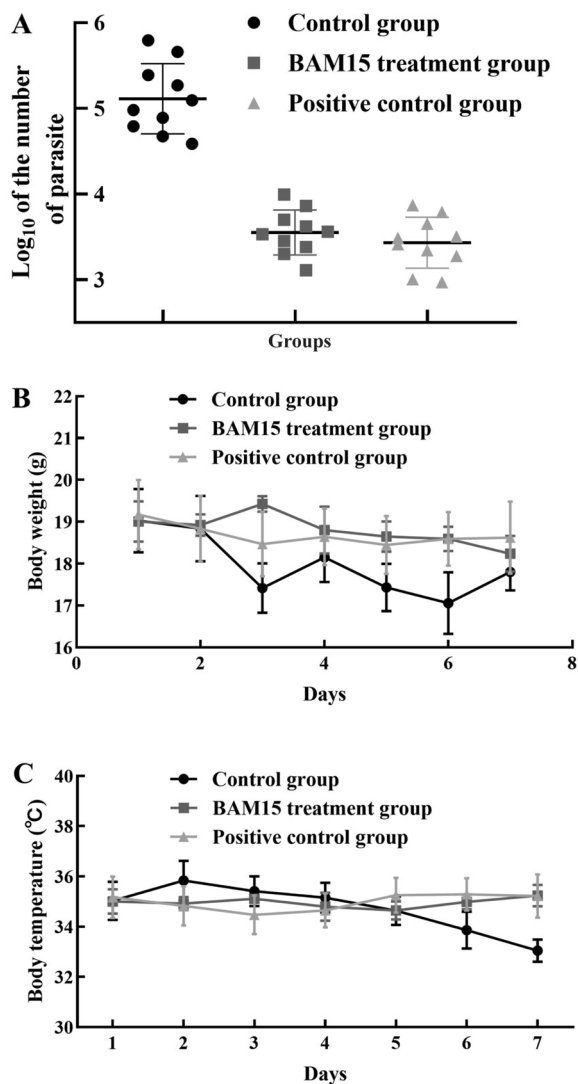 A
Control group
BAM15 treatment group
Positive control group
Log10 of the number
of parasite
6
5
4
3
Groups
B
Control group
BAM15 treatment group
Positive control group
Body weight (g)
22
21
20
19
18
17
16
0 2 4 6 8
Days
C
Control group
BAM15 treatment group
Positive control group
Body temperature (℃)
40
38
36
34
32
30
1 2 3 4 5 6 7
Days